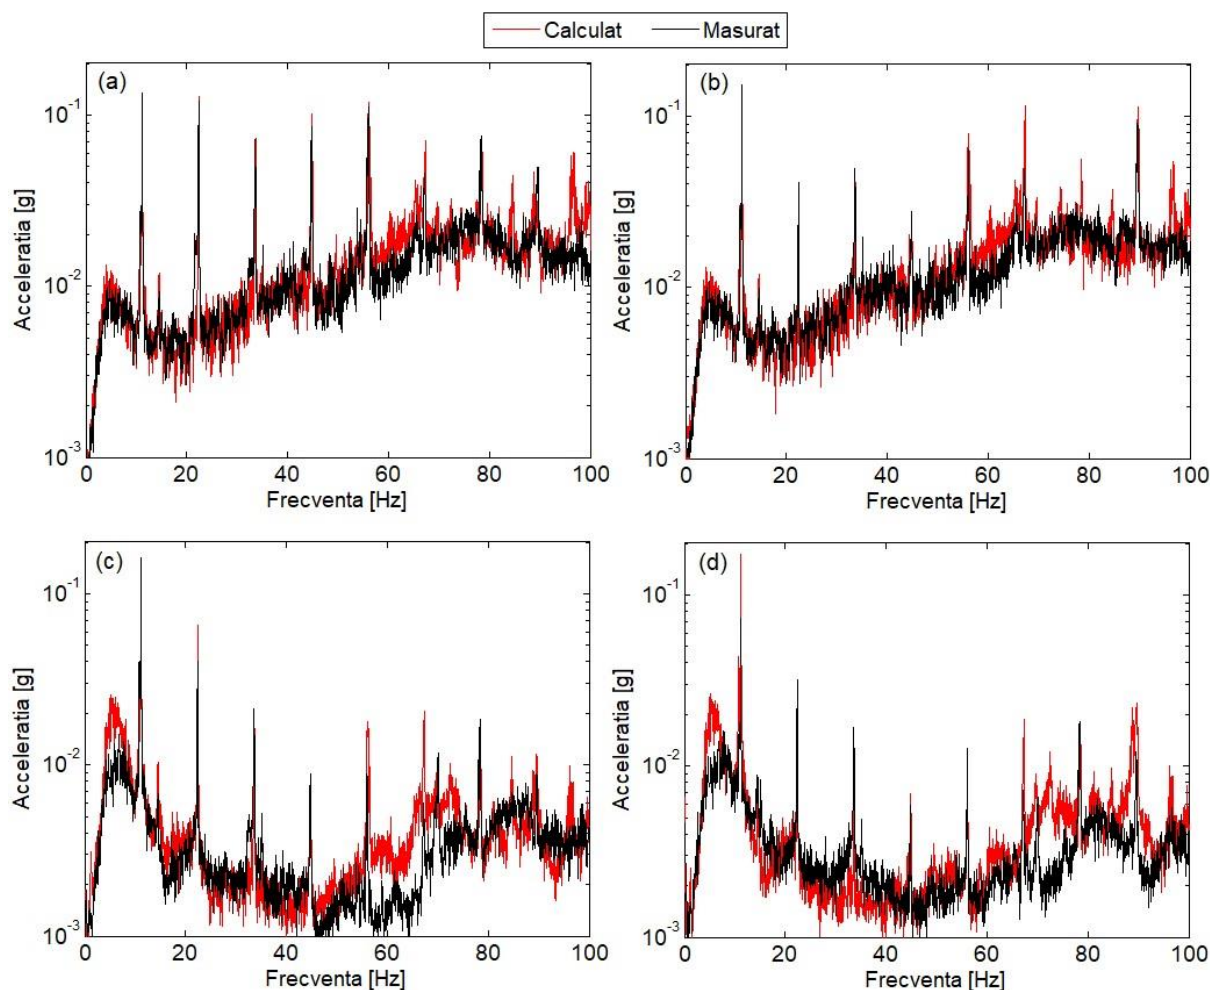 Calculat Masurat
(a)
10^-1
10^-2
10^-3
Acceleratia [g]
0 20 40 60 80 100
Frecventa [Hz]
(b)
10^-1
10^-2
10^-3
Acceleratia [g]
0 20 40 60 80 100
Frecventa [Hz]
(c)
10^-1
10^-2
10^-3
Acceleratia [g]
0 20 40 60 80 100
Frecventa [Hz]
(d)
10^-1
10^-2
10^-3
Acceleratia [g]
0 20 40 60 80 100
Frecventa [Hz]